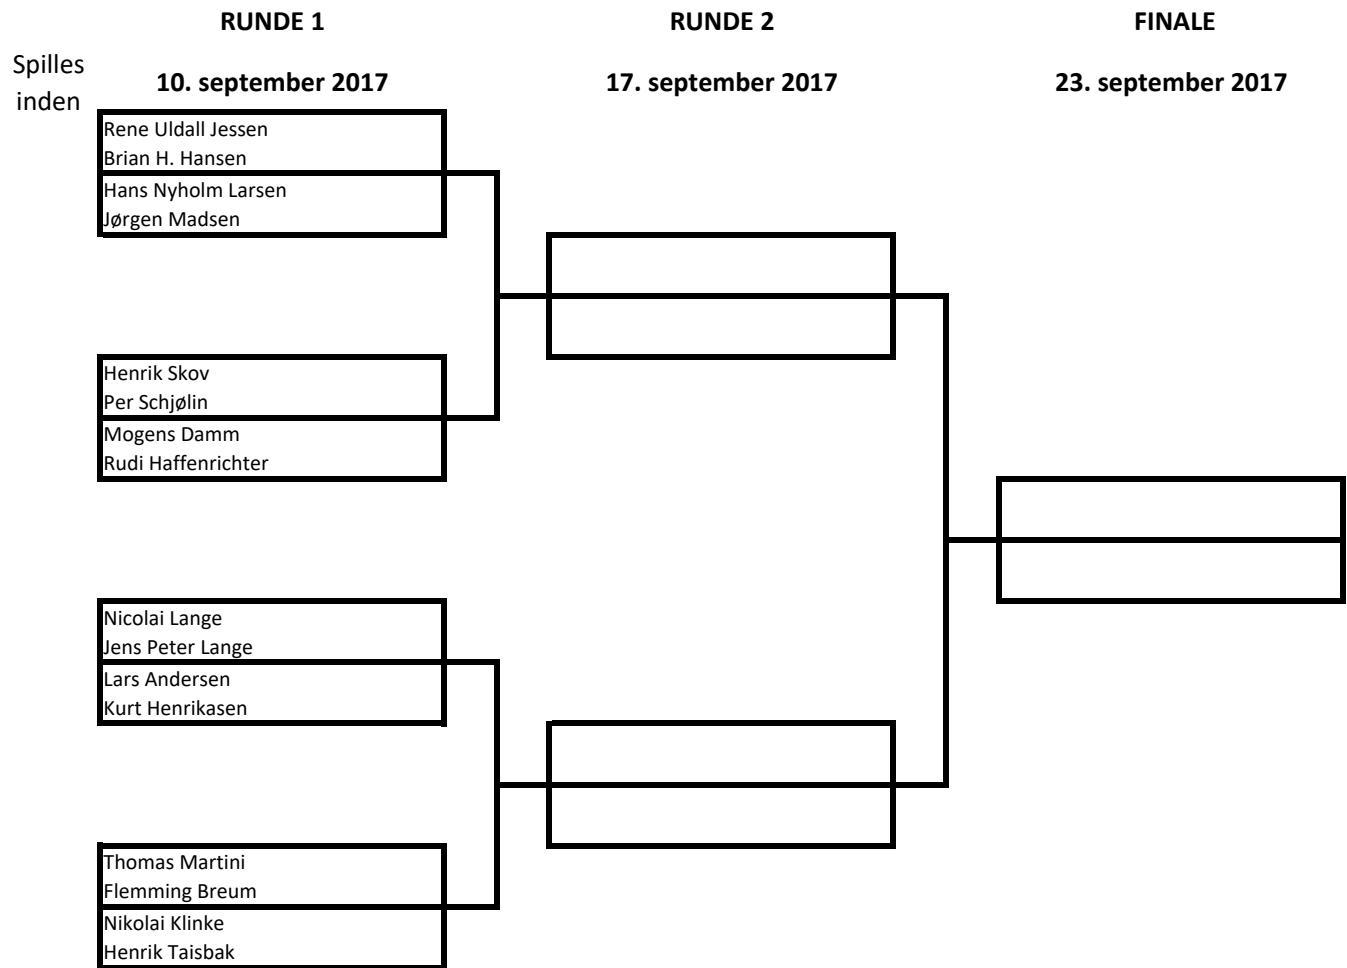 RUNDE 1
RUNDE 2
FINALE
Spilles
inden
10. september 2017
17. september 2017
23. september 2017
Rene Uldall Jessen
Brian H. Hansen
Hans Nyholm Larsen
Jørgen Madsen
Henrik Skov
Per Schjølin
Mogens Damm
Rudi Haffenrichter
Nicolai Lange
Jens Peter Lange
Lars Andersen
Kurt Henrikasen
Thomas Martini
Flemming Breum
Nikolai Klinke
Henrik Taisbak